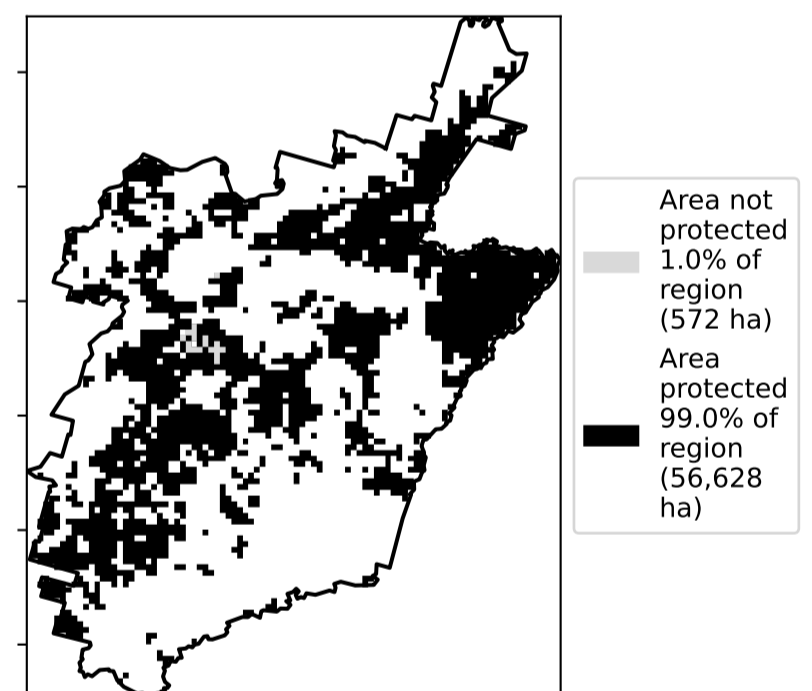 Area not
protected
1.0% of
region
(572 ha)
Area
protected
99.0% of
region
(56,628
ha)